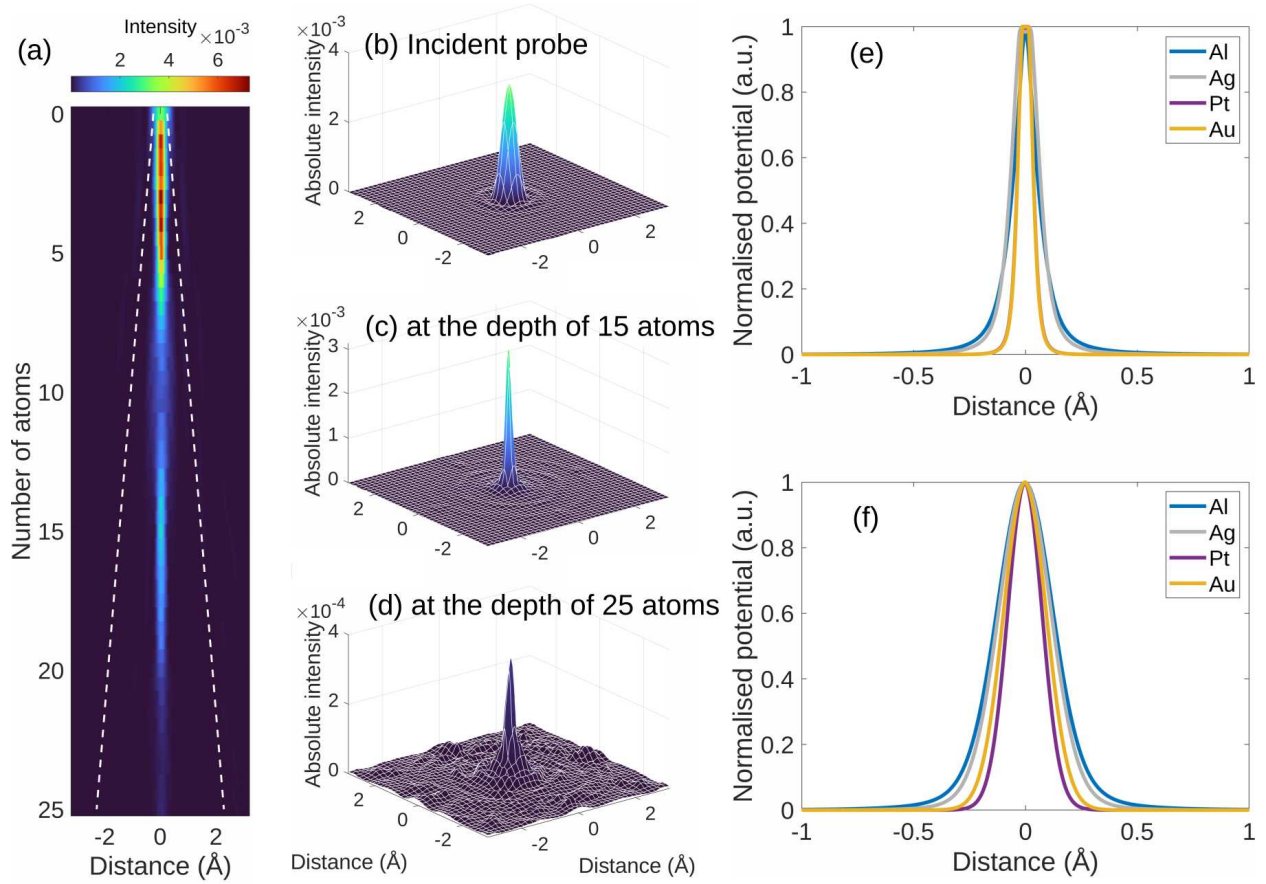 (a)
Intensity
×10⁻³
2 4 6
0
5
10
15
20
25
Number of atoms
-2 0 2
Distance (Å)
(b) Incident probe
×10⁻³
4
2
0
Absolute intensity
2
0
-2
-2
0
2
(c) at the depth of 15 atoms
×10⁻³
3
2
1
0
Absolute intensity
2
0
-2
-2
0
2
(d) at the depth of 25 atoms
×10⁻⁴
4
2
0
Absolute intensity
2
0
-2
-2
0
2
Distance (Å)
Distance (Å)
(e)
1
0.8
0.6
0.4
0.2
0
Normalised potential (a.u.)
Al
Ag
Pt
Au
-1 -0.5 0 0.5 1
Distance (Å)
(f)
1
0.8
0.6
0.4
0.2
0
Normalised potential (a.u.)
Al
Ag
Pt
Au
-1 -0.5 0 0.5 1
Distance (Å)